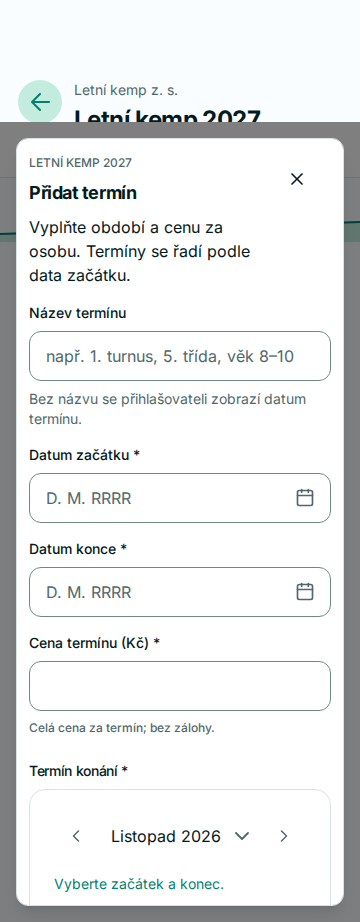 Letní kemp z. s.
Letní kemp 2027
LETNÍ KEMP 2027
Přidat termín
Vyplňte období a cenu za
osobu. Termíny se řadí podle
data začátku.
Název termínu
např. 1. turnus, 5. třída, věk 8–10
Bez názvu se přihlašovateli zobrazí datum
termínu.
Datum začátku *
D. M. RRRR
Datum konce *
D. M. RRRR
Cena termínu (Kč) *
Celá cena za termín; bez zálohy.
Termín konání *
Listopad 2026
Vyberte začátek a konec.